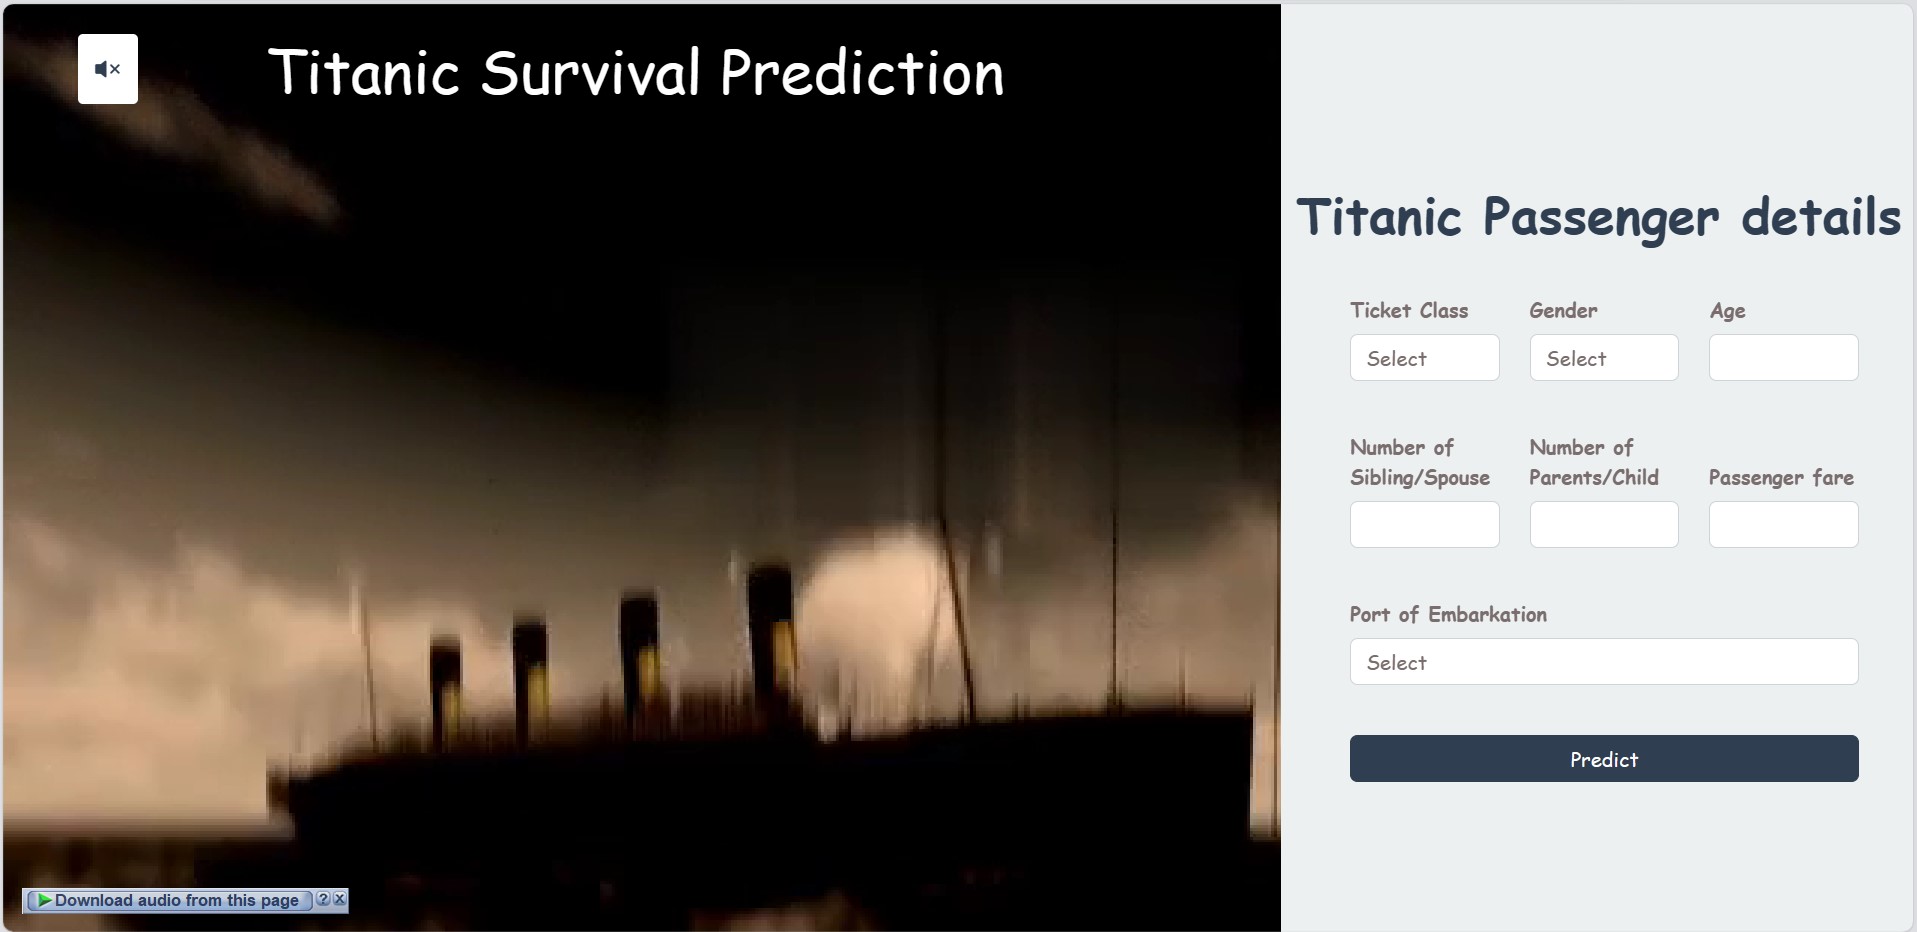 Titanic Survival Prediction
Titanic Passenger details
Ticket Class
Gender
Age
Select
Select
Number of
Sibling/Spouse
Number of
Parents/Child
Passenger fare
Port of Embarkation
Select
Predict
Download audio from this page
?
X